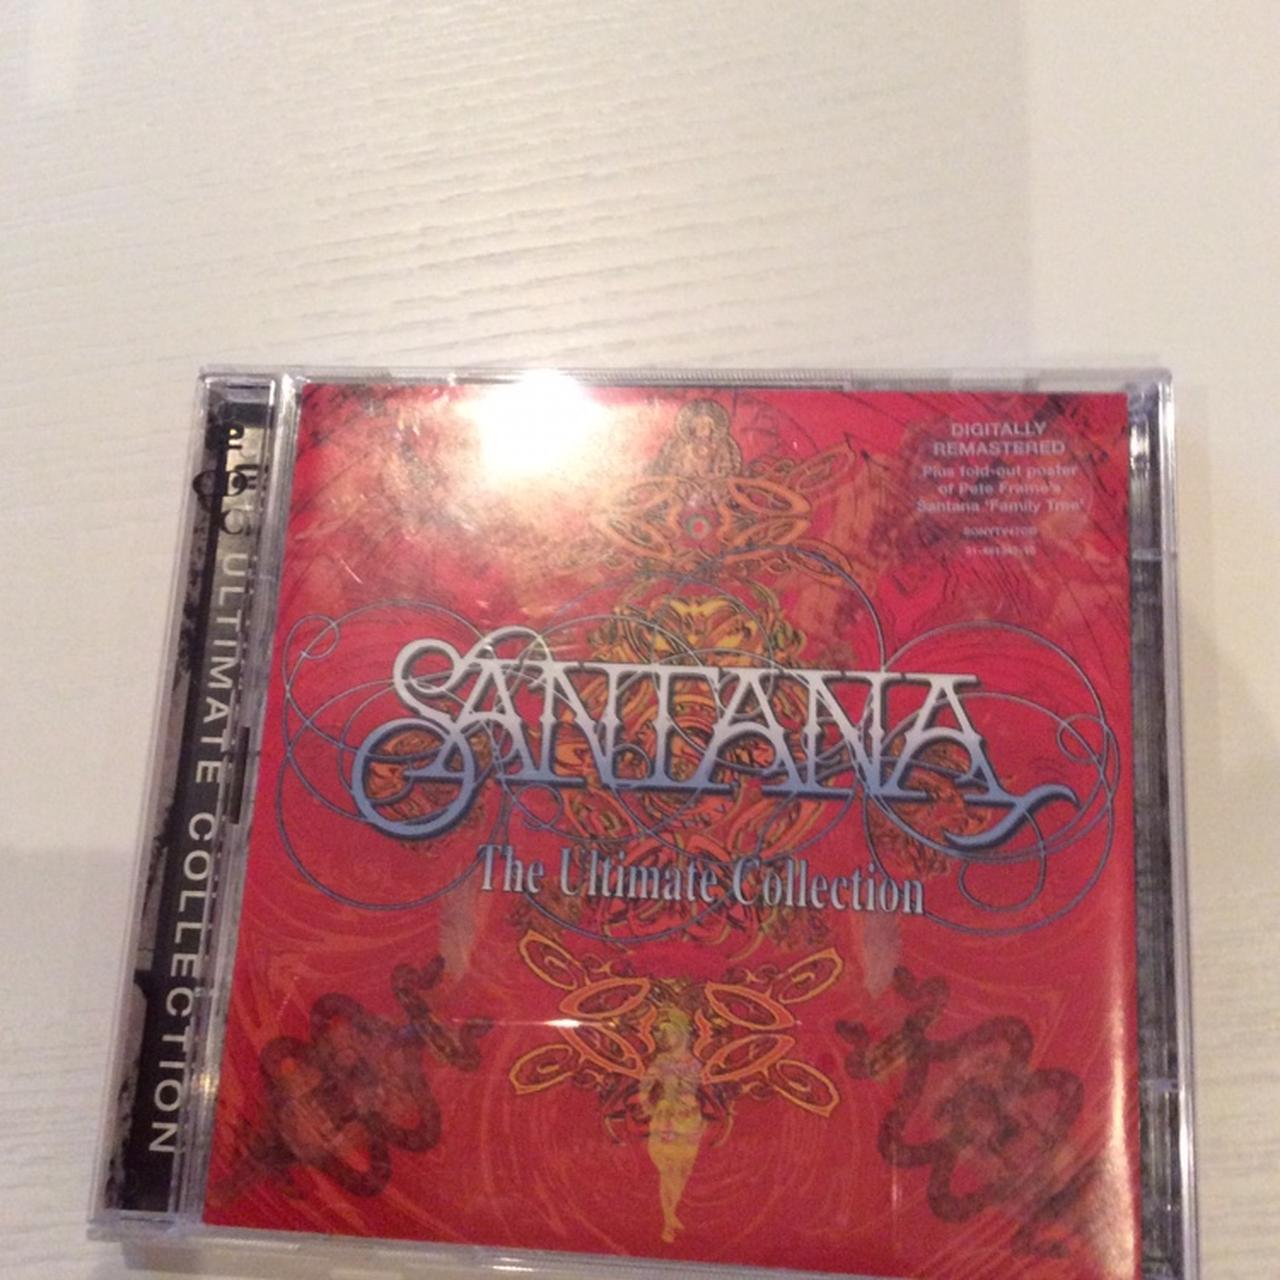 DIGITALLY
REMASTERED
Plus fold-out poster
of Pete Frame's
Santana 'Family Tree'
SANTANA
The Ultimate Collection
ULTIMATE COLLECTION